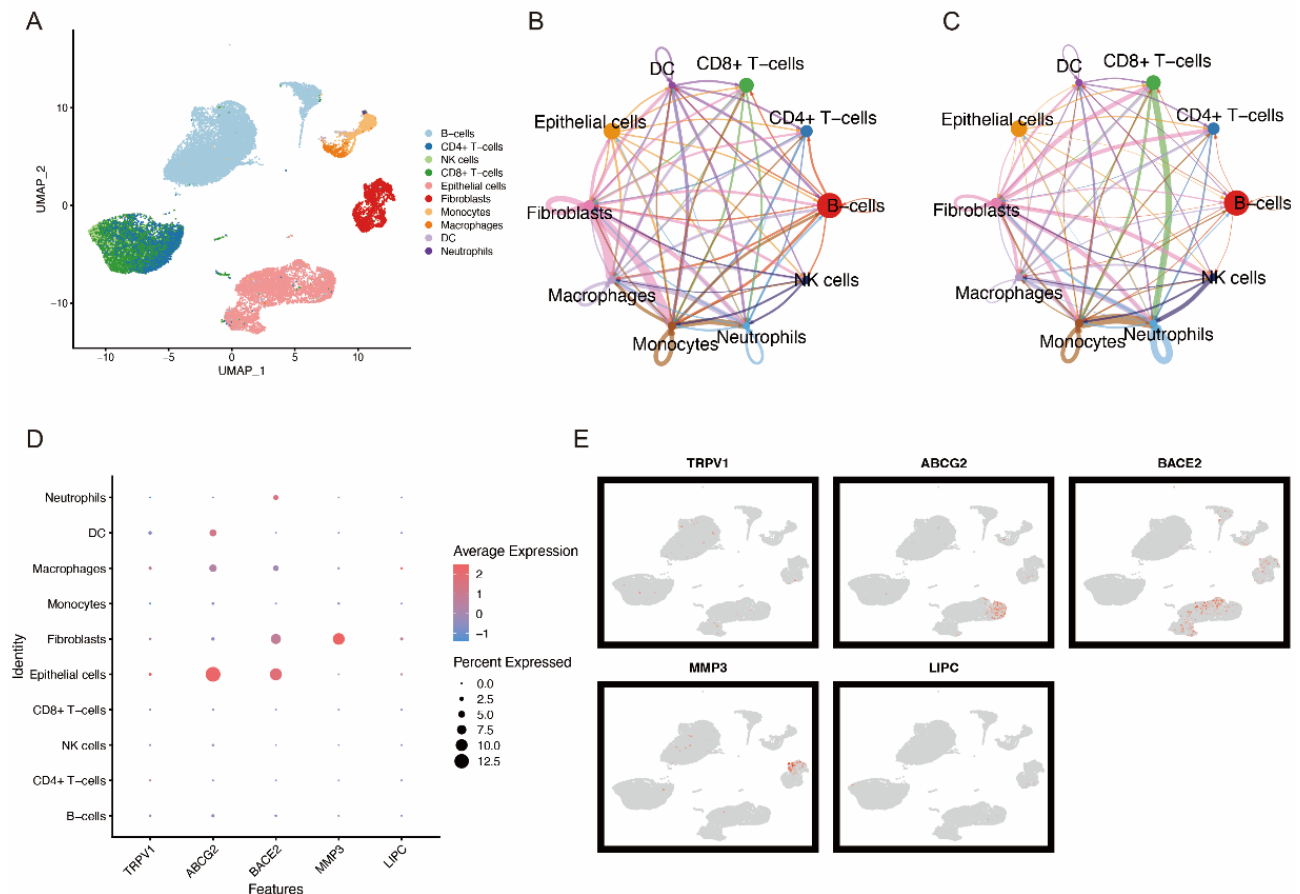 A
UMAP_2
10
0
−10
−10
−5
0
5
10
UMAP_1
B−cells
CD4+ T−cells
NK cells
CD8+ T−cells
Epithelial cells
Fibroblasts
Monocytes
Macrophages
DC
Neutrophils
B
DC
CD8+ T−cells
Epithelial cells
CD4+ T−cells
Fibroblasts
B−cells
Macrophages
NK cells
Monocytes
Neutrophils
C
DC
CD8+ T−cells
Epithelial cells
CD4+ T−cells
Fibroblasts
B−cells
Macrophages
NK cells
Monocytes
Neutrophils
D
Identity
Neutrophils
DC
Macrophages
Monocytes
Fibroblasts
Epithelial cells
CD8+ T−cells
NK cells
CD4+ T−cells
B−cells
TRPV1
ABCG2
BACE2
MMP3
LIPC
Features
Average Expression
2
1
0
−1
Percent Expressed
0.0
2.5
5.0
7.5
10.0
12.5
E
TRPV1
ABCG2
BACE2
MMP3
LIPC